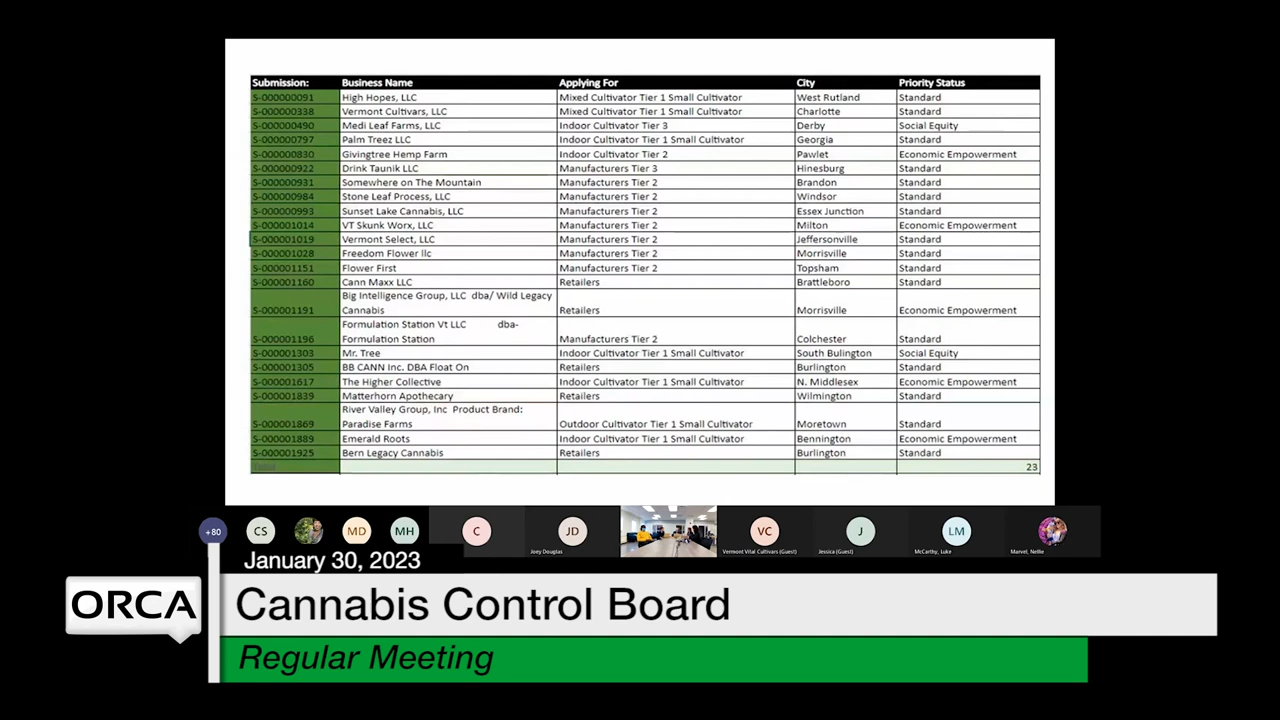 Submission: Business Name Applying For City Priority Status
S-000000091 High Hopes, LLC Mixed Cultivator Tier 1 Small Cultivator West Rutland Standard
S-000000338 Vermont Cultivars, LLC Mixed Cultivator Tier 1 Small Cultivator Charlotte Standard
S-000000490 Medi Leaf Farms, LLC Indoor Cultivator Tier 3 Derby Social Equity
S-000000797 Palm Treez LLC Indoor Cultivator Tier 1 Small Cultivator Georgia Standard
S-000000830 Givingtree Hemp Farm Indoor Cultivator Tier 2 Pawlet Economic Empowerment
S-000000922 Drink Taunik LLC Manufacturers Tier 3 Hinesburg Standard
S-000000931 Somewhere on The Mountain Manufacturers Tier 2 Brandon Standard
S-000000984 Stone Leaf Process, LLC Manufacturers Tier 2 Windsor Standard
S-000000993 Sunset Lake Cannabis, LLC Manufacturers Tier 2 Essex Junction Standard
S-000001014 VT Skunk Worx, LLC Manufacturers Tier 2 Milton Economic Empowerment
S-000001019 Vermont Select, LLC Manufacturers Tier 2 Jeffersonville Standard
S-000001028 Freedom Flower llc Manufacturers Tier 2 Morrisville Standard
S-000001151 Flower First Manufacturers Tier 2 Topsham Standard
S-000001160 Cann Maxx LLC Retailers Brattleboro Standard
Big Intelligence Group, LLC dba/ Wild Legacy
S-000001191 Cannabis Retailers Morrisville Economic Empowerment
Formulation Station Vt LLC dba-
S-000001196 Formulation Station Manufacturers Tier 2 Colchester Standard
S-000001303 Mr. Tree Indoor Cultivator Tier 1 Small Cultivator South Bulington Social Equity
S-000001305 BB CANN Inc. DBA Float On Retailers Burlington Standard
S-000001617 The Higher Collective Indoor Cultivator Tier 1 Small Cultivator N. Middlesex Economic Empowerment
S-000001839 Matterhorn Apothecary Retailers Wilmington Standard
River Valley Group, Inc Product Brand:
S-000001869 Paradise Farms Outdoor Cultivator Tier 1 Small Cultivator Moretown Standard
S-000001889 Emerald Roots Indoor Cultivator Tier 1 Small Cultivator Bennington Economic Empowerment
S-000001925 Bern Legacy Cannabis Retailers Burlington Standard
Total 23
+80 CS MD MH C JD VC J LM
Joey Douglas Vermont Vital Cultivars (Guest) Jessica (Guest) McCarthy, Luke Marvel, Nellie
January 30, 2023
ORCA Cannabis Control Board
Regular Meeting